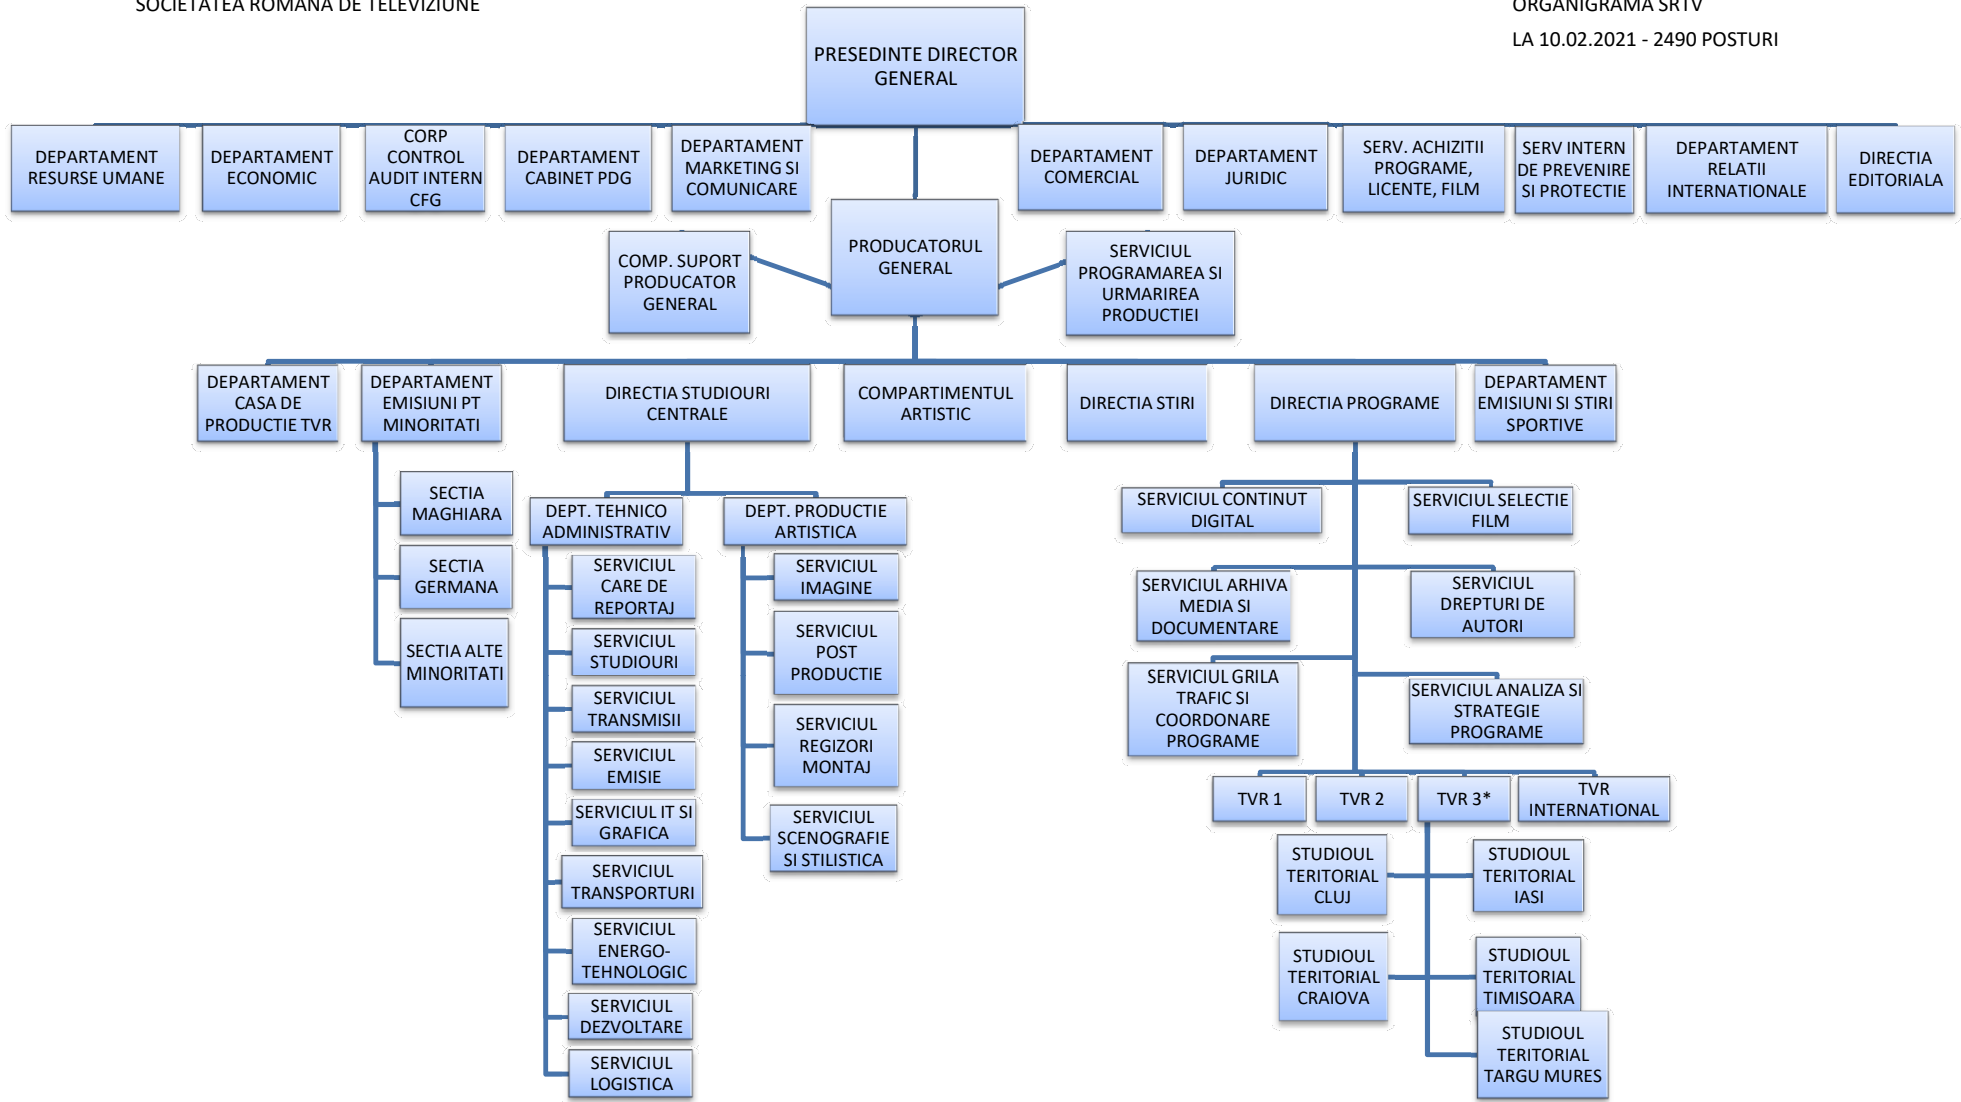 SOCIETATEA ROMANA DE TELEVIZIUNE
ORGANIGRAMA SRTV
LA 10.02.2021 - 2490 POSTURI
PRESEDINTE DIRECTOR
GENERAL
DEPARTAMENT
RESURSE UMANE
DEPARTAMENT
ECONOMIC
CORP
CONTROL
AUDIT INTERN
CFG
DEPARTAMENT
CABINET PDG
DEPARTAMENT
MARKETING SI
COMUNICARE
DEPARTAMENT
COMERCIAL
DEPARTAMENT
JURIDIC
SERV. ACHIZITII
PROGRAME,
LICENTE, FILM
SERV INTERN
DE PREVENIRE
SI PROTECTIE
DEPARTAMENT
RELATII
INTERNATIONALE
DIRECTIA
EDITORIALA
COMP. SUPORT
PRODUCATOR
GENERAL
PRODUCATORUL
GENERAL
SERVICIUL
PROGRAMAREA SI
URMARIREA
PRODUCTIEI
DEPARTAMENT
CASA DE
PRODUCTIE TVR
DEPARTAMENT
EMISIUNI PT
MINORITATI
DIRECTIA STUDIOURI
CENTRALE
COMPARTIMENTUL
ARTISTIC
DIRECTIA STIRI
DIRECTIA PROGRAME
DEPARTAMENT
EMISIUNI SI STIRI
SPORTIVE
SECTIA
MAGHIARA
SECTIA
GERMANA
SECTIA ALTE
MINORITATI
DEPT. TEHNICO
ADMINISTRATIV
SERVICIUL
CARE DE
REPORTAJ
SERVICIUL
STUDIOURI
SERVICIUL
TRANSMISII
SERVICIUL
EMISIE
SERVICIUL IT SI
GRAFICA
SERVICIUL
TRANSPORTURI
SERVICIUL
ENERGO-
TEHNOLOGIC
SERVICIUL
DEZVOLTARE
SERVICIUL
LOGISTICA
DEPT. PRODUCTIE
ARTISTICA
SERVICIUL
IMAGINE
SERVICIUL
POST
PRODUCTIE
SERVICIUL
REGIZORI
MONTAJ
SERVICIUL
SCENOGRAFIE
SI STILISTICA
SERVICIUL CONTINUT
DIGITAL
SERVICIUL SELECTIE
FILM
SERVICIUL ARHIVA
MEDIA SI
DOCUMENTARE
SERVICIUL
DREPTURI DE
AUTORI
SERVICIUL GRILA
TRAFIC SI
COORDONARE
PROGRAME
SERVICIUL ANALIZA SI
STRATEGIE
PROGRAME
TVR 1
TVR 2
TVR 3*
TVR
INTERNATIONAL
STUDIOUL
TERITORIAL
CLUJ
STUDIOUL
TERITORIAL
IASI
STUDIOUL
TERITORIAL
CRAIOVA
STUDIOUL
TERITORIAL
TIMISOARA
STUDIOUL
TERITORIAL
TARGU MURES